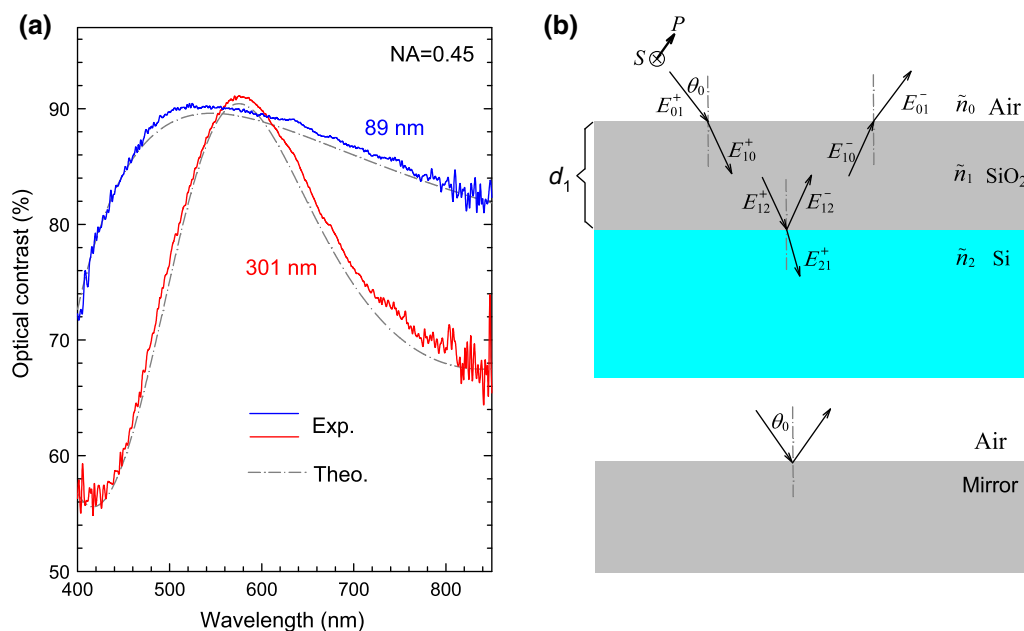 (a)
NA=0.45
89 nm
301 nm
Exp.
Theo.
Optical contrast (%)
90
80
70
60
50
400
500
600
700
800
Wavelength (nm)
(b)
S
P
θ₀
E₀₁⁺
E₀₁⁻
ñ₀ Air
E₁₀⁺
E₁₀⁻
d₁
ñ₁ SiO₂
E₁₂⁺
E₁₂⁻
E₂₁⁺
ñ₂ Si
θ₀
Air
Mirror